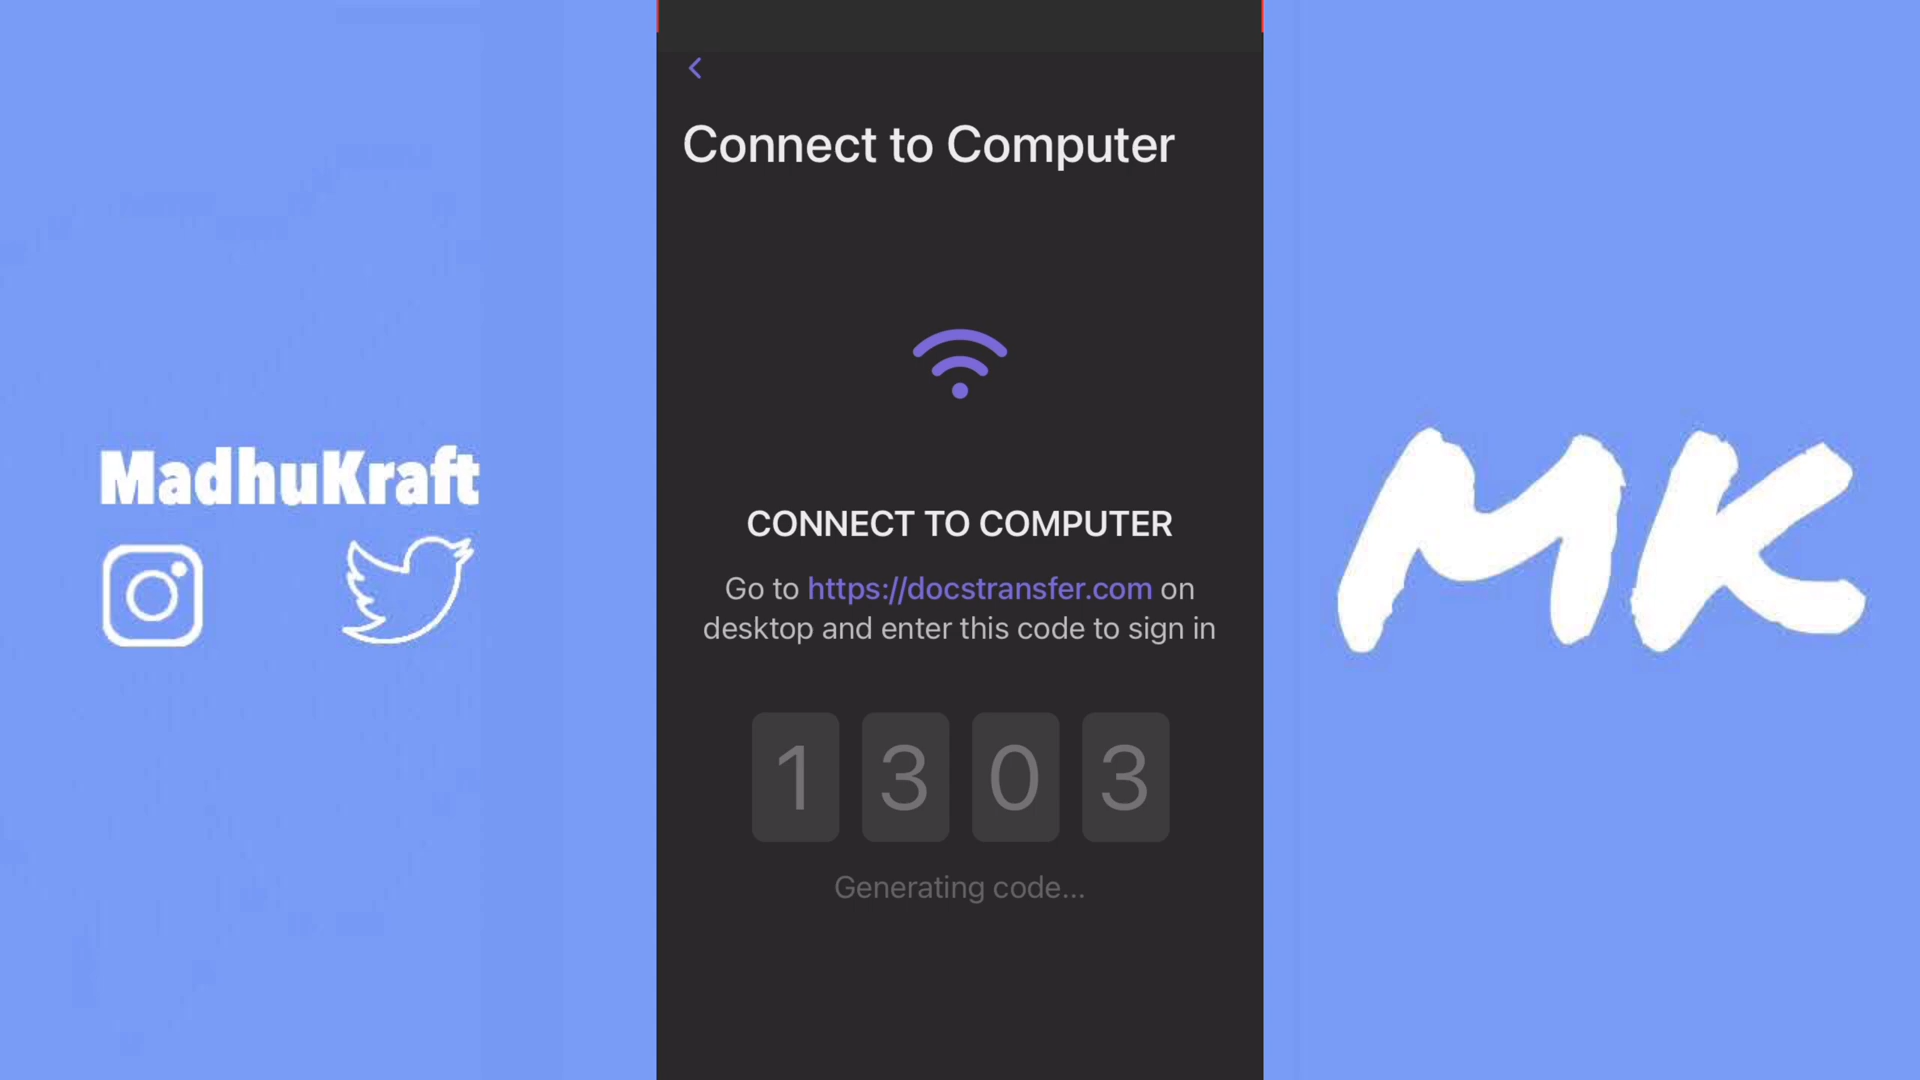 Connect to Computer
MadhuKraft
MK
CONNECT TO COMPUTER
Go to https://docstransfer.com on
desktop and enter this code to sign in
1 3 0 3
Generating code...